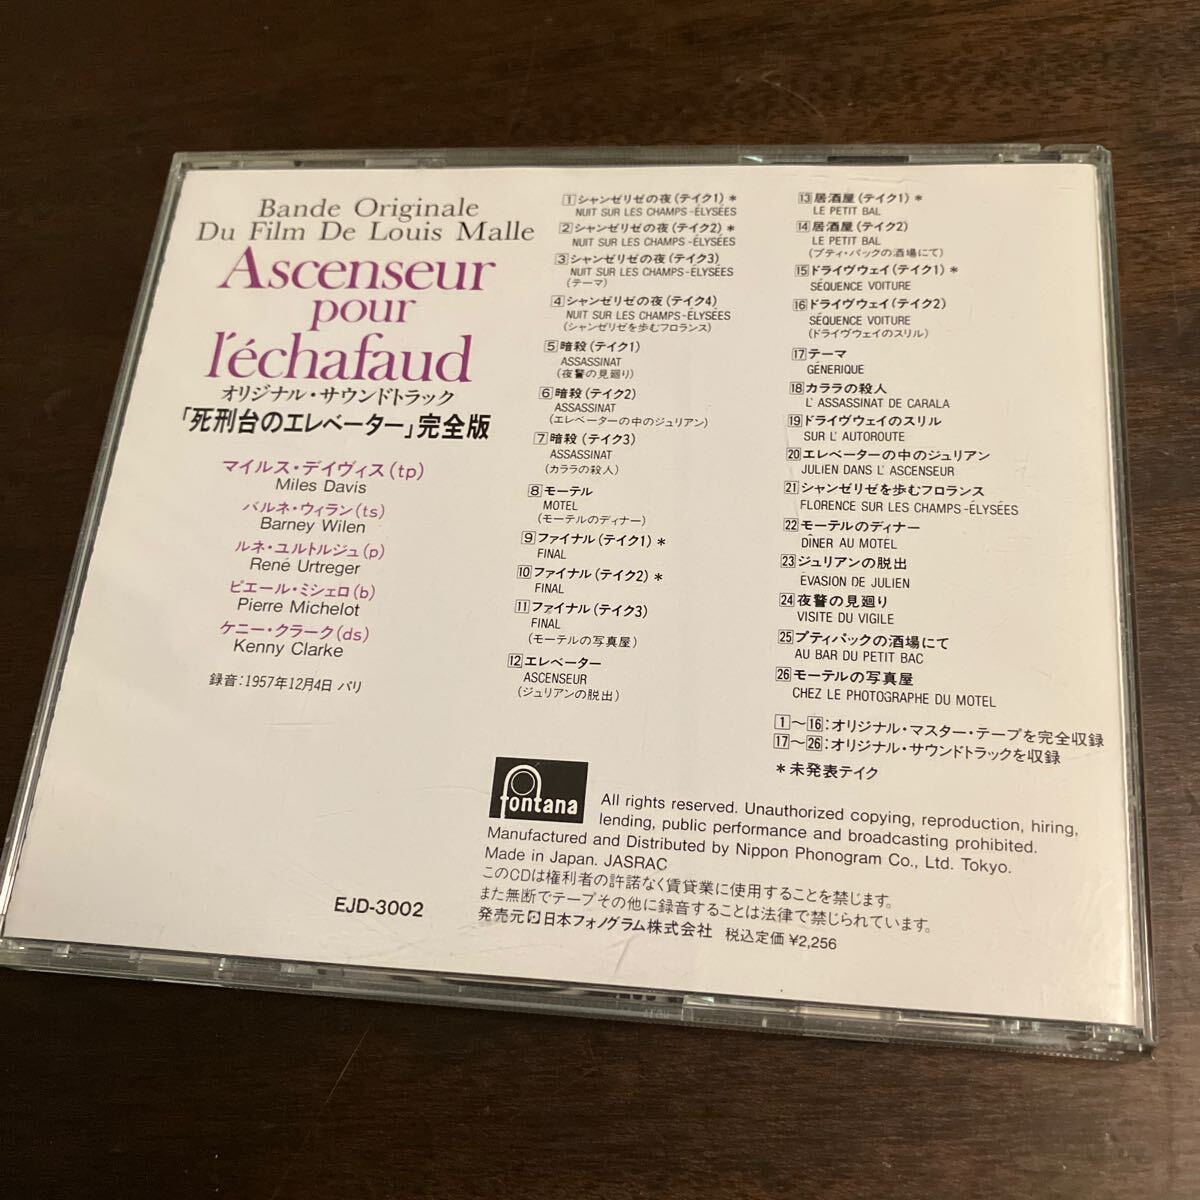 Bande Originale
Du Film De Louis Malle
Ascenseur
pour
l'échafaud
オリジナル・サウンドトラック
「死刑台のエレベーター」完全版
マイルス・デイヴィス(tp)
Miles Davis
バルネ・ウィラン(ts)
Barney Wilen
ルネ・ユルトルジュ(p)
René Urtreger
ピエール・ミシェロ(b)
Pierre Michelot
ケニー・クラーク(ds)
Kenny Clarke
録音:1957年12月4日 パリ
1 シャンゼリゼの夜(テイク1)*
NUIT SUR LES CHAMPS-ÉLYSÉES
2 シャンゼリゼの夜(テイク2)*
NUIT SUR LES CHAMPS-ÉLYSÉES
3 シャンゼリゼの夜(テイク3)
NUIT SUR LES CHAMPS-ÉLYSÉES
(テーマ)
4 シャンゼリゼの夜(テイク4)
NUIT SUR LES CHAMPS-ÉLYSÉES
(シャンゼリゼを歩むフロランス)
5 暗殺(テイク1)
ASSASSINAT
(夜警の見廻り)
6 暗殺(テイク2)
ASSASSINAT
(エレベーターの中のジュリアン)
7 暗殺(テイク3)
ASSASSINAT
(カララの殺人)
8 モーテル
MOTEL
(モーテルのディナー)
9 ファイナル(テイク1)*
FINAL
10 ファイナル(テイク2)*
FINAL
11 ファイナル(テイク3)
FINAL
(モーテルの写真屋)
12 エレベーター
ASCENSEUR
(ジュリアンの脱出)
13 居酒屋(テイク1)*
LE PETIT BAL
14 居酒屋(テイク2)
LE PETIT BAL
(プティ・バックの酒場にて)
15 ドライヴウェイ(テイク1)*
SÉQUENCE VOITURE
16 ドライヴウェイ(テイク2)
SÉQUENCE VOITURE
(ドライヴウェイのスリル)
17 テーマ
GÉNERIQUE
18 カララの殺人
L' ASSASSINAT DE CARALA
19 ドライヴウェイのスリル
SUR L' AUTOROUTE
20 エレベーターの中のジュリアン
JULIEN DANS L' ASCENSEUR
21 シャンゼリゼを歩むフロランス
FLORENCE SUR LES CHAMPS-ÉLYSÉES
22 モーテルのディナー
DÎNER AU MOTEL
23 ジュリアンの脱出
EVASION DE JULIEN
24 夜警の見廻り
VISITE DU VIGILE
25 プティバックの酒場にて
AU BAR DU PETIT BAC
26 モーテルの写真屋
CHEZ LE PHOTOGRAPHE DU MOTEL
1〜16:オリジナル・マスター・テープを完全収録
17〜26:オリジナル・サウンドトラックを収録
*未発表テイク
fontana
All rights reserved. Unauthorized copying, reproduction, hiring,
lending, public performance and broadcasting prohibited.
Manufactured and Distributed by Nippon Phonogram Co., Ltd. Tokyo.
Made in Japan. JASRAC
このCDは権利者の許諾なく賃貸業に使用することを禁じます。
また無断でテープその他に録音することは法律で禁じられています。
発売元 日本フォノグラム株式会社 税込定価¥2,256
EJD-3002